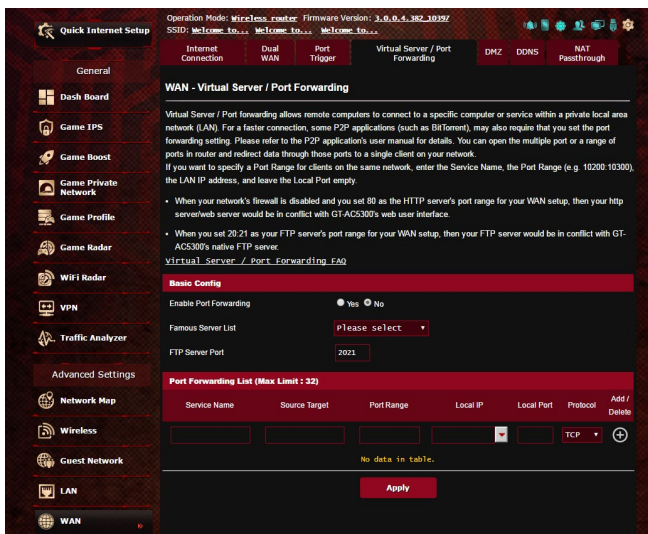 Quick Internet Setup
Operation Mode: Wireless router Firmware Version: 3.0.0.4.382_10397
SSID: Welcome to... Welcome to... Welcome to...
Internet Connection
Dual WAN
Port Trigger
Virtual Server / Port Forwarding
DMZ
DDNS
NAT Passthrough
General
Dash Board
Game IPS
Game Boost
Game Private Network
Game Profile
Game Radar
WiFi Radar
VPN
Traffic Analyzer
Advanced Settings
Network Map
Wireless
Guest Network
LAN
WAN
WAN - Virtual Server / Port Forwarding
Virtual Server / Port forwarding allows remote computers to connect to a specific computer or service within a private local area
network (LAN). For a faster connection, some P2P applications (such as BitTorrent), may also require that you set the port
forwarding setting. Please refer to the P2P application's user manual for details. You can open the multiple port or a range of
ports in router and redirect data through those ports to a single client on your network.
If you want to specify a Port Range for clients on the same network, enter the Service Name, the Port Range (e.g. 10200:10300),
the LAN IP address, and leave the Local Port empty.
• When your network's firewall is disabled and you set 80 as the HTTP server's port range for your WAN setup, then your http
server/web server would be in conflict with GT-AC5300's web user interface.
• When you set 20:21 as your FTP server's port range for your WAN setup, then your FTP server would be in conflict with GT-
AC5300's native FTP server.
Virtual Server / Port Forwarding FAQ
Basic Config
Enable Port Forwarding Yes No
Famous Server List Please select
FTP Server Port 2021
Port Forwarding List (Max Limit : 32)
Service Name Source Target Port Range Local IP Local Port Protocol Add / Delete
TCP
No data in table.
Apply